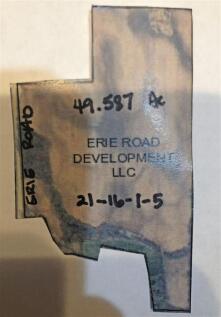 49.587 Ac
ERIE ROAD
DEVELOPMENT
LLC
21-16-1-5
ERIE ROAD